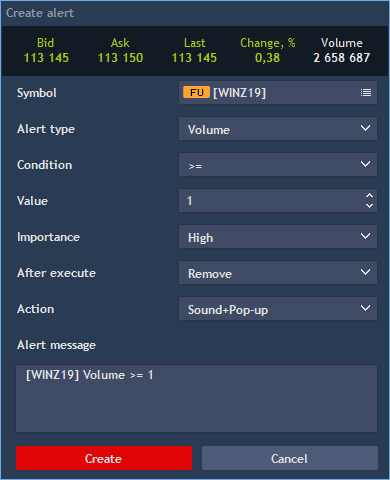 Create alert
Bid Ask Last Change, % Volume
113 145 113 150 113 145 0,38 2 658 687
Symbol FU [WINZ19]
Alert type Volume
Condition >=
Value 1
Importance High
After execute Remove
Action Sound+Pop-up
Alert message
[WINZ19] Volume >= 1
Create Cancel